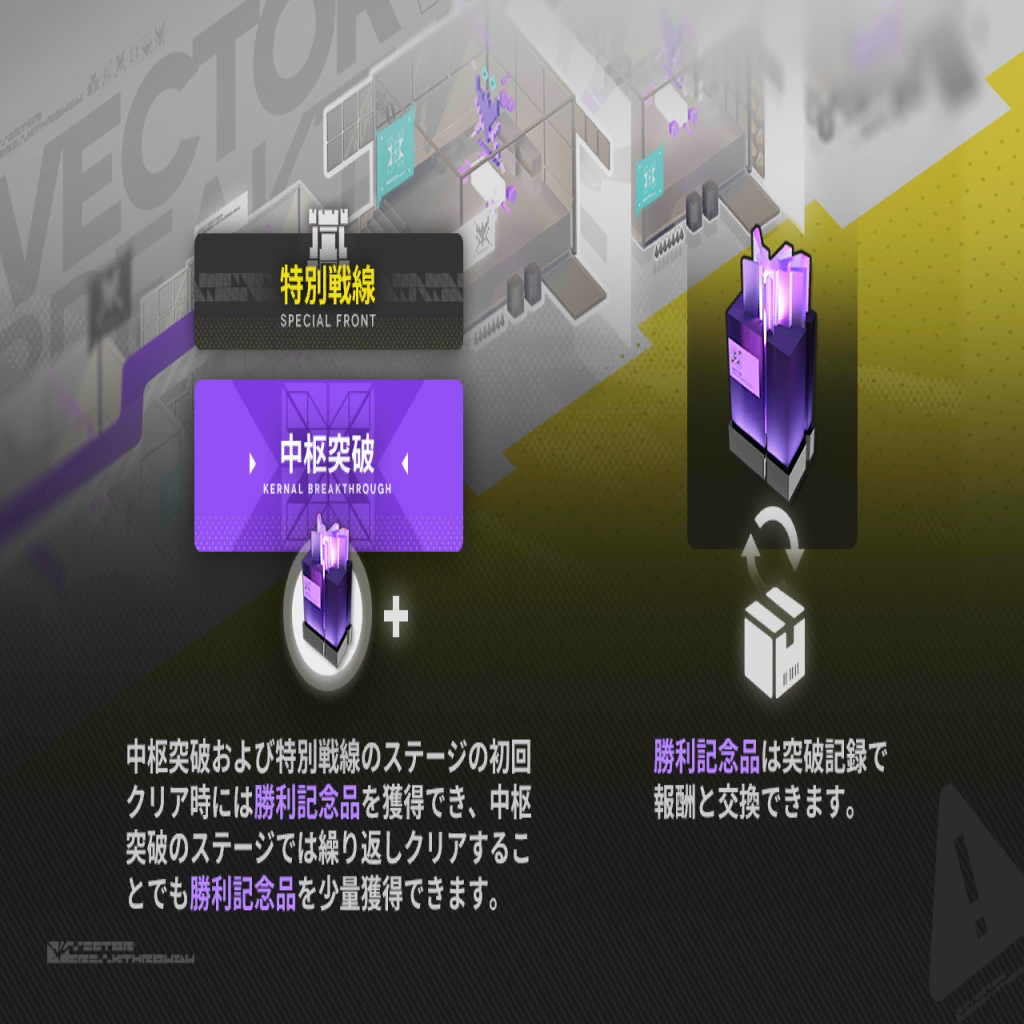 VECTOR
特別戦線
SPECIAL FRONT
中枢突破
KERNAL BREAKTHROUGH
+
中枢突破および特別戦線のステージの初回
クリア時には勝利記念品を獲得でき、中枢
突破のステージでは繰り返しクリアするこ
とでも勝利記念品を少量獲得できます。
勝利記念品は突破記録で
報酬と交換できます。
VECTOR
BREAKTHROUGH